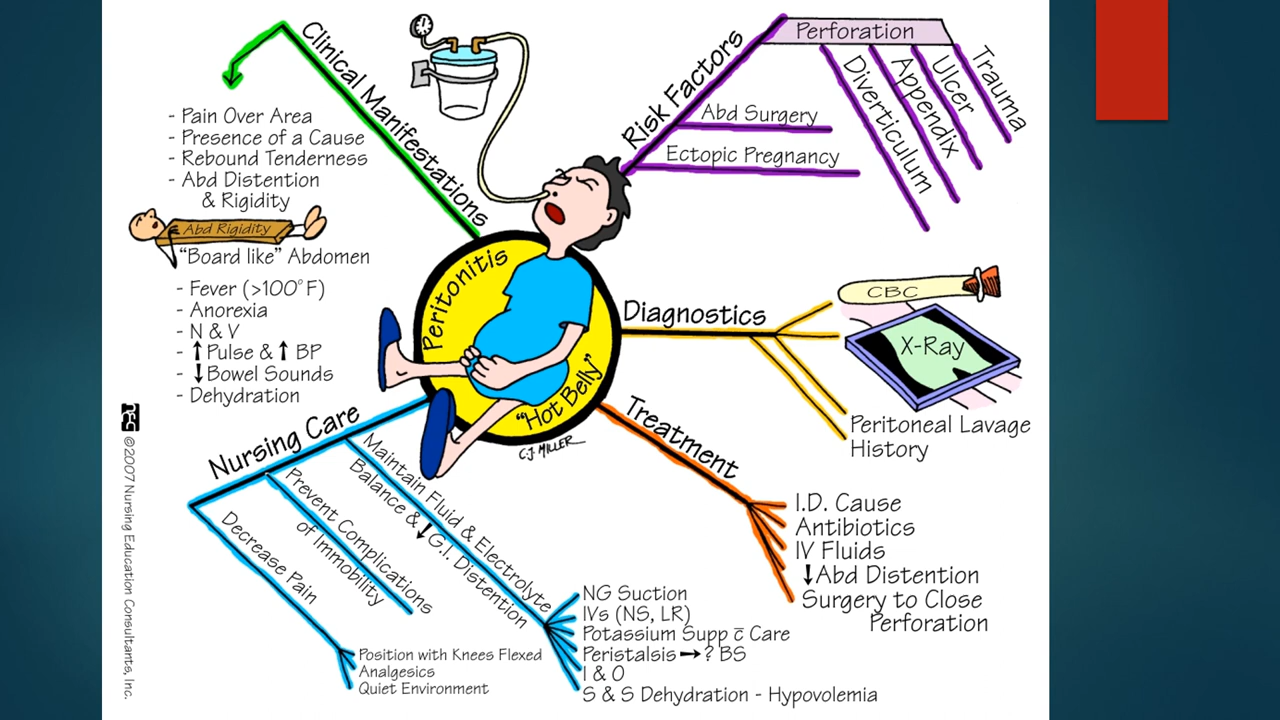 Clinical Manifestations
- Pain Over Area
- Presence of a Cause
- Rebound Tenderness
- Abd Distention
& Rigidity
Abd Rigidity
"Board like" Abdomen
- Fever (>100° F)
- Anorexia
- N & V
- ↑ Pulse & ↑ BP
- ↓ Bowel Sounds
- Dehydration
Risk Factors
Perforation
Diverticulum
Appendix
Ulcer
Trauma
Abd Surgery
Ectopic Pregnancy
Peritonitis
"Hot Belly"
C.J. MILLER
Diagnostics
CBC
X-Ray
Peritoneal Lavage
History
Treatment
I.D. Cause
Antibiotics
IV Fluids
↓Abd Distention
Surgery to Close
Perforation
Nursing Care
Maintain Fluid & Electrolyte
Balance & ↓ G.I. Distention
NG Suction
IVs (NS, LR)
Potassium Supp c̅ Care
Peristalsis → ? BS
I & O
S & S Dehydration - Hypovolemia
Prevent Complications
of Immobility
Decrease Pain
Position with Knees Flexed
Analgesics
Quiet Environment
NEC ©2007 Nursing Education Consultants, Inc.